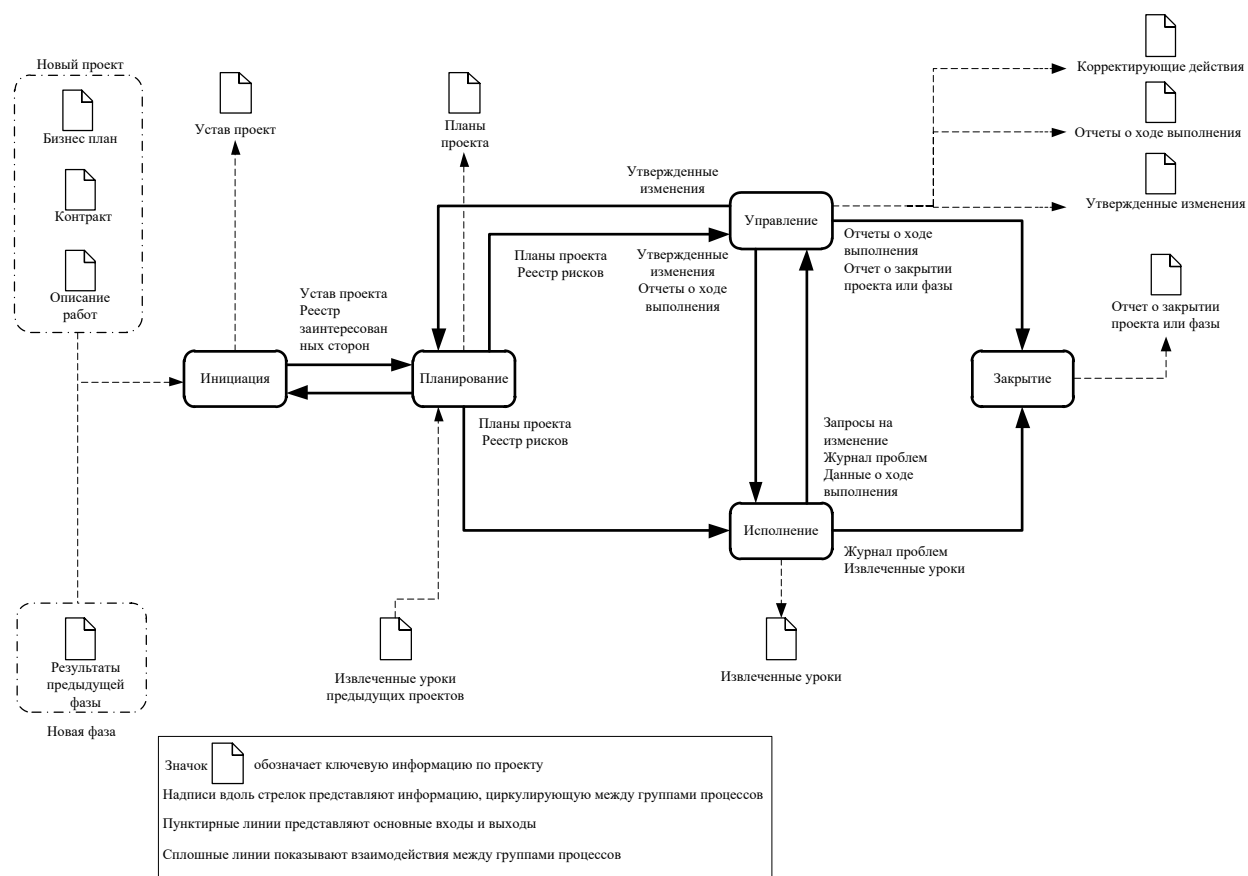 Новый проект
Бизнес план
Контракт
Описание
работ
Устав проект
Планы
проекта
Корректирующие действия
Отчеты о ходе выполнения
Утвержденные изменения
Утвержденные
изменения
Управление
Планы проекта
Реестр рисков
Утвержденные
изменения
Отчеты о ходе
выполнения
Отчеты о ходе
выполнения
Отчет о закрытии
проекта или фазы
Отчет о закрытии
проекта или фазы
Устав проекта
Реестр
заинтересован
ных сторон
Инициация
Планирование
Закрытие
Планы проекта
Реестр рисков
Запросы на
изменение
Журнал проблем
Данные о ходе
выполнения
Исполнение
Журнал проблем
Извлеченные уроки
Результаты
предыдущей
фазы
Новая фаза
Извлеченные уроки
предыдущих проектов
Извлеченные уроки
Значок обозначает ключевую информацию по проекту
Надписи вдоль стрелок представляют информацию, циркулирующую между группами процессов
Пунктирные линии представляют основные входы и выходы
Сплошные линии показывают взаимодействия между группами процессов